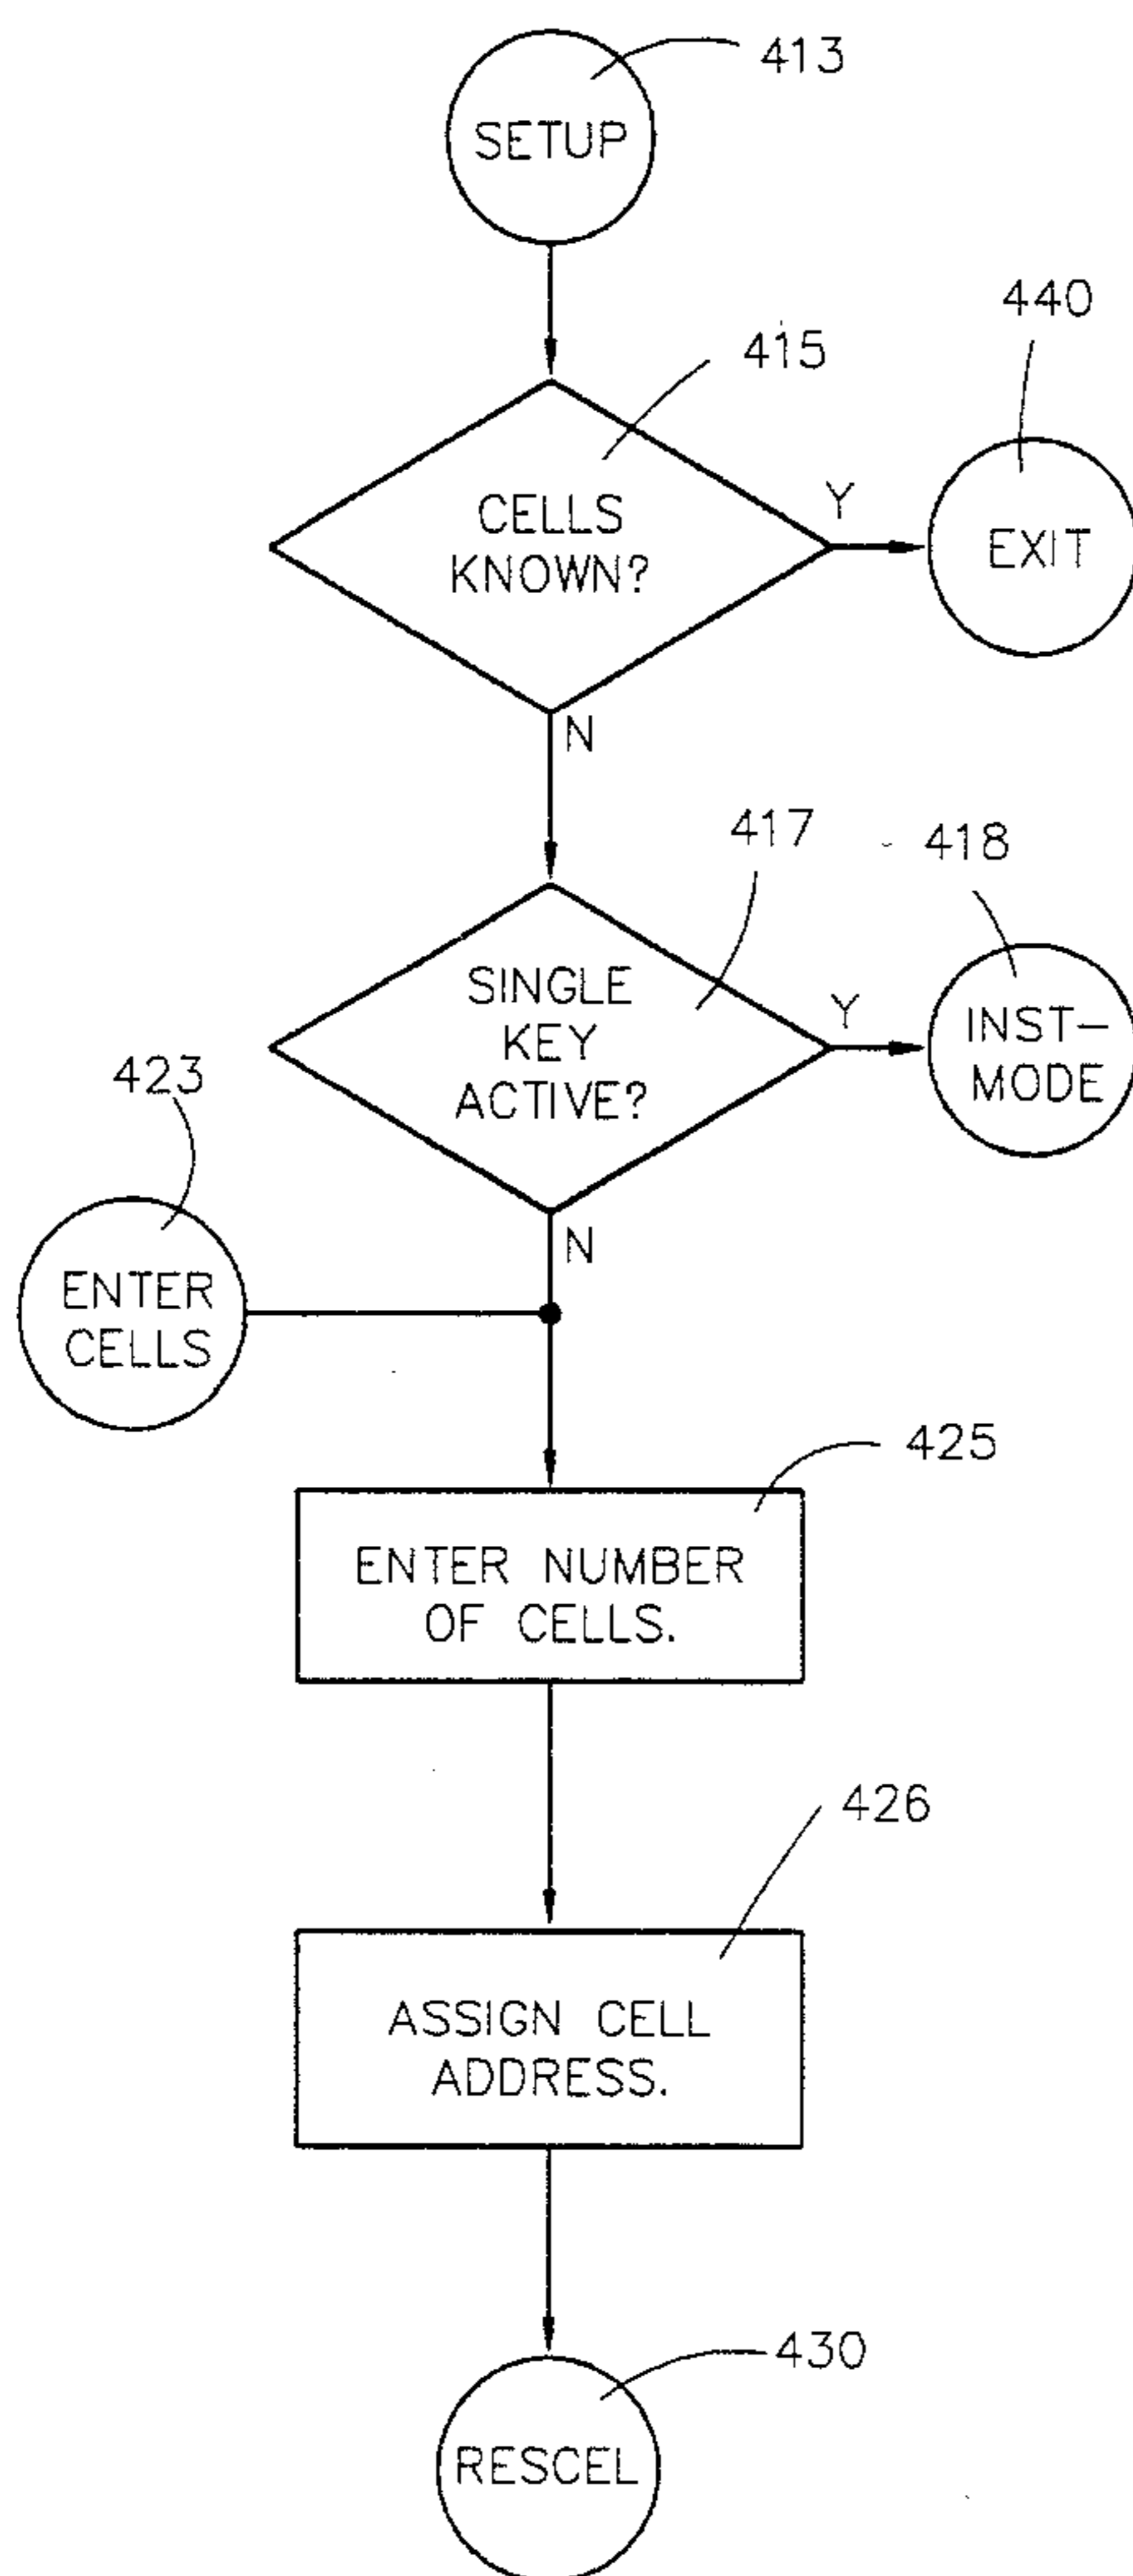 413
SETUP
440
415
CELLS
KNOWN?
Y
EXIT
N
417
418
SINGLE
KEY
ACTIVE?
Y
INST-
MODE
423
N
ENTER
CELLS
425
ENTER NUMBER
OF CELLS.
426
ASSIGN CELL
ADDRESS.
430
RESCEL